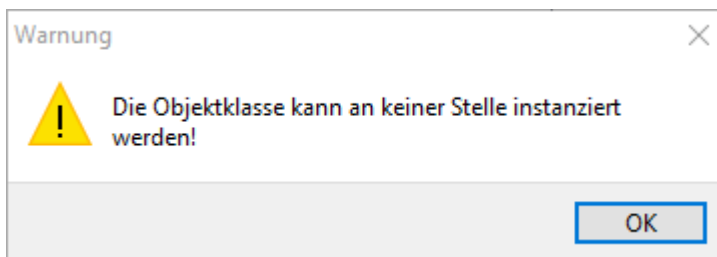 Warnung
Die Objektklasse kann an keiner Stelle instanziert
werden!
OK